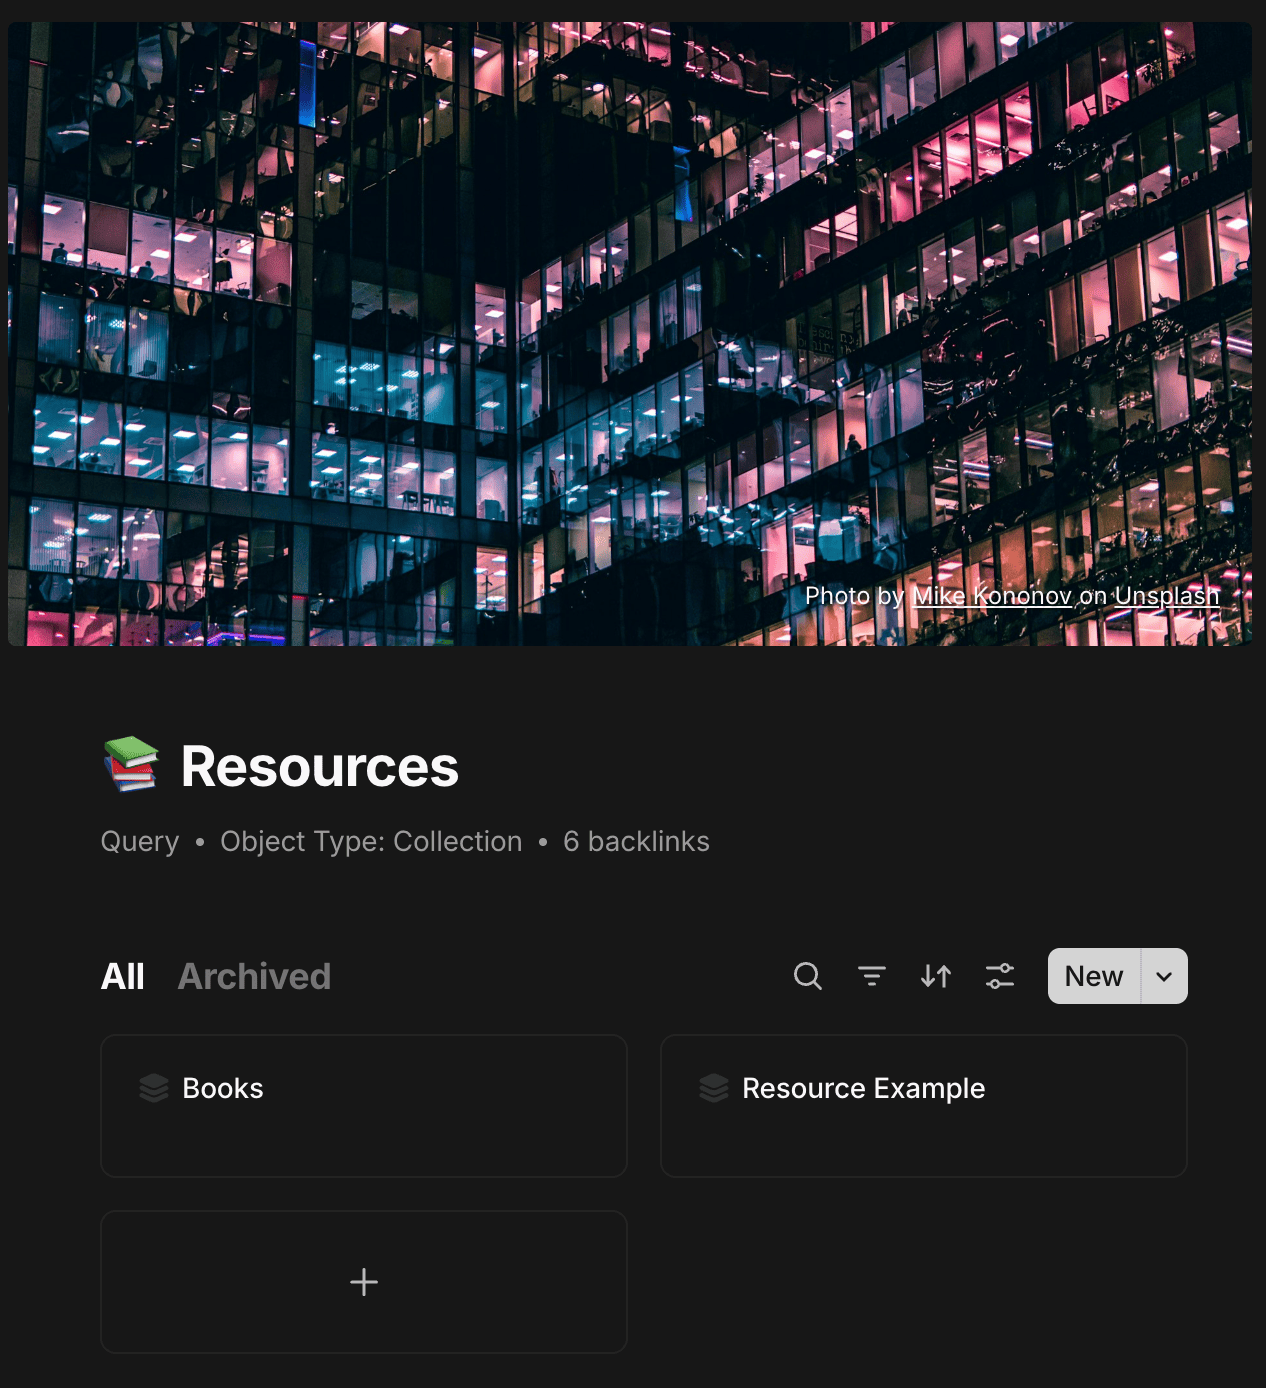 Photo by Mike Kononov on Unsplash
Resources
Query • Object Type: Collection • 6 backlinks
All Archived New
Books Resource Example